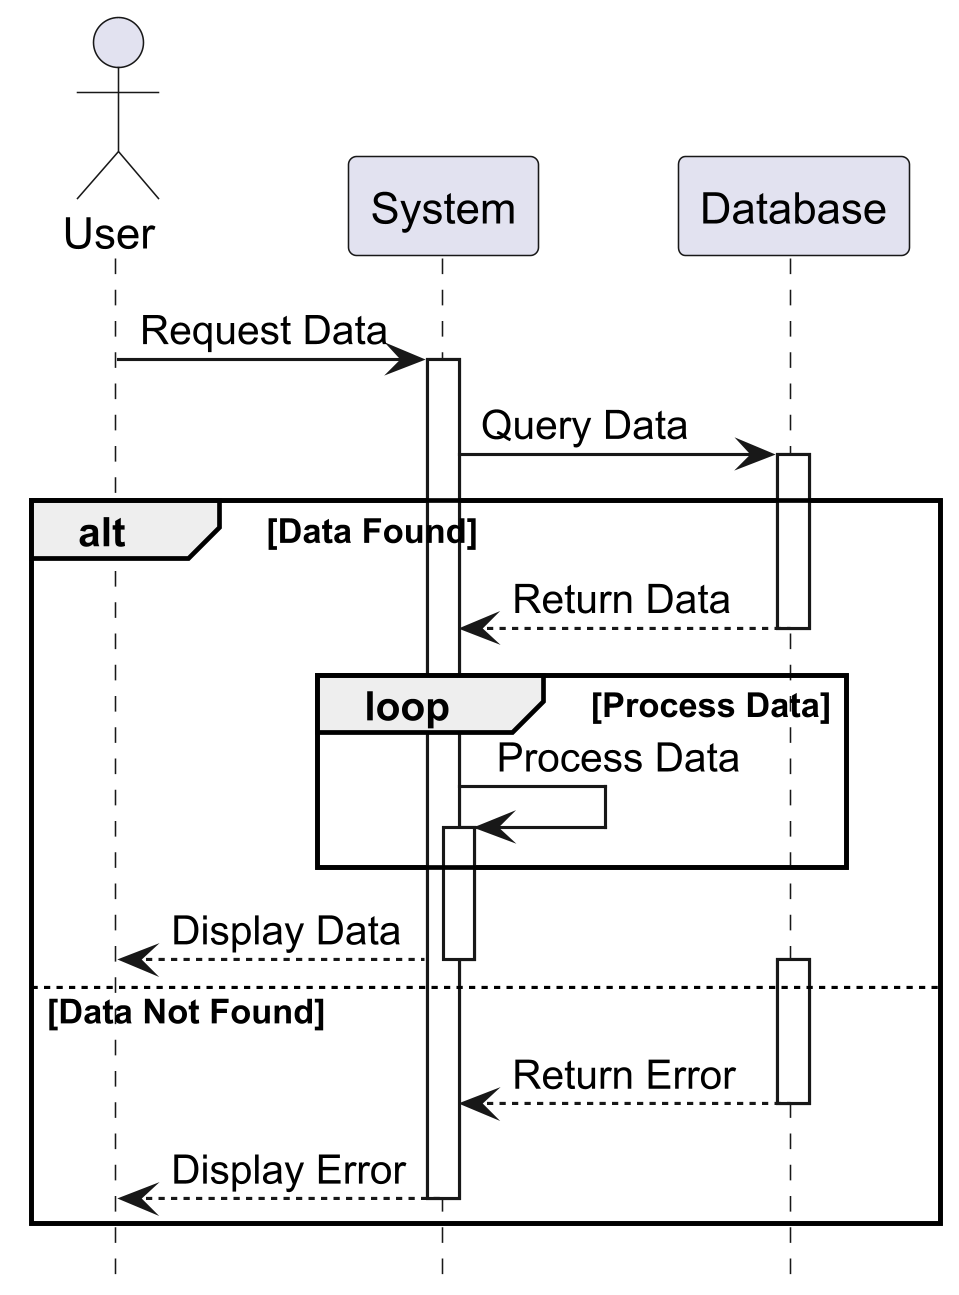 User
System
Database
Request Data
Query Data
alt
[Data Found]
Return Data
loop
[Process Data]
Process Data
Display Data
[Data Not Found]
Return Error
Display Error